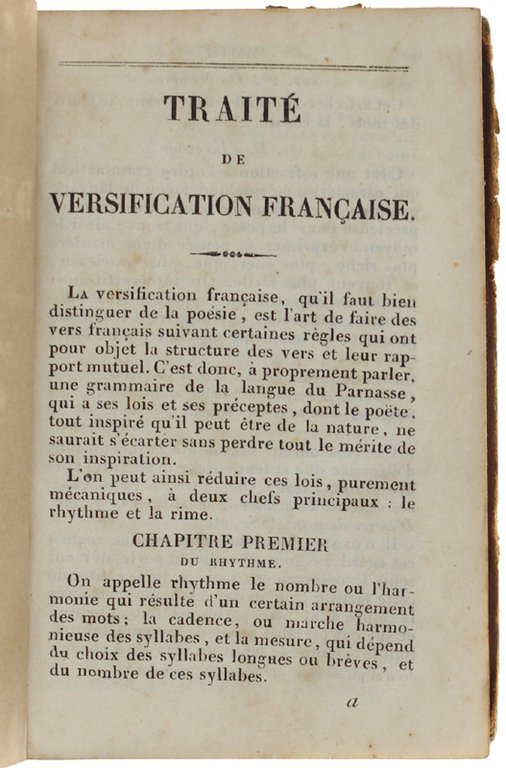 TRAITÉ
DE
VERSIFICATION FRANÇAISE.
LA versification française, qu'il faut bien
distinguer de la poésie, est l'art de faire des
vers français suivant certaines règles qui ont
pour objet la structure des vers et leur rap-
port mutuel. C'est donc, à proprement parler,
une grammaire de la langue du Parnasse,
qui a ses lois et ses préceptes, dont le poëte,
tout inspiré qu'il peut être de la nature, ne
saurait s'écarter sans perdre tout le mérite de
son inspiration.
L'on peut ainsi réduire ces lois, purement
mécaniques, à deux chefs principaux : le
rhythme et la rime.
CHAPITRE PREMIER
DU RHYTHME.
On appelle rhythme le nombre ou l'har-
monie qui résulte d'un certain arrangement
des mots; la cadence, ou marche harmo-
nieuse des syllabes, et la mesure, qui dépend
du choix des syllabes longues ou brèves, et
du nombre de ces syllabes.
a